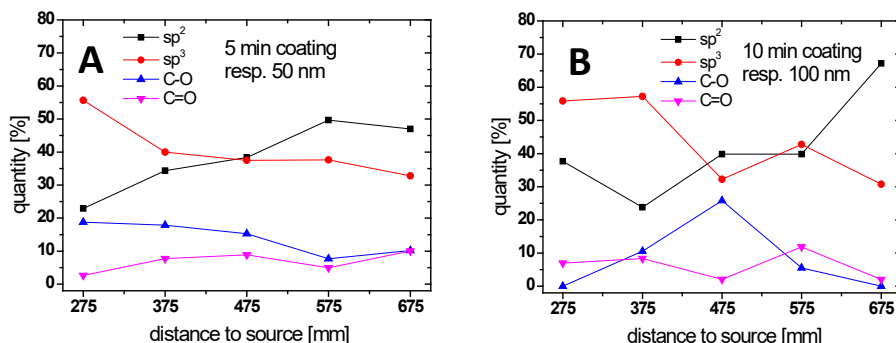 A
sp²
sp³
C-O
C=O
5 min coating
resp. 50 nm
80
70
60
50
40
30
20
10
0
quantity [%]
275 375 475 575 675
distance to source [mm]
B
sp²
sp³
C-O
C=O
10 min coating
resp. 100 nm
80
70
60
50
40
30
20
10
0
quantity [%]
275 375 475 575 675
distance to source [mm]